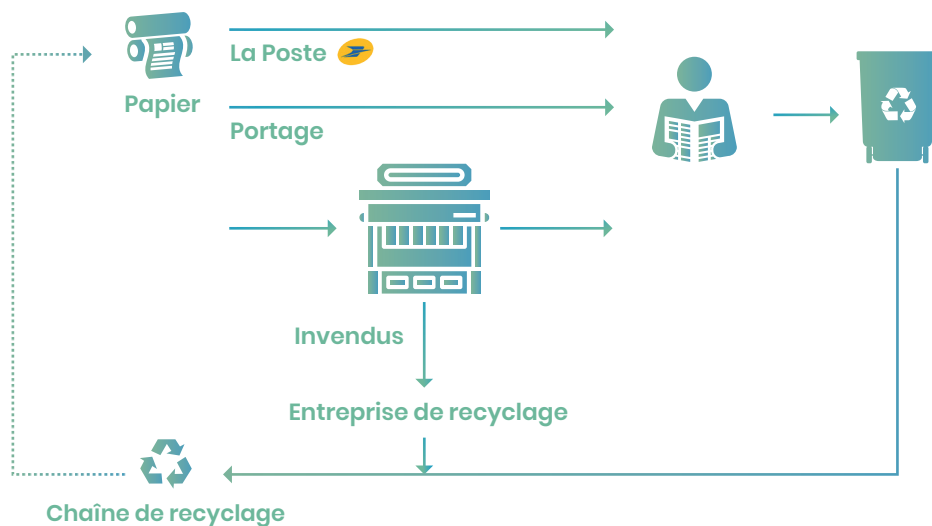 La Poste
Papier
Portage
Invendus
Entreprise de recyclage
Chaîne de recyclage